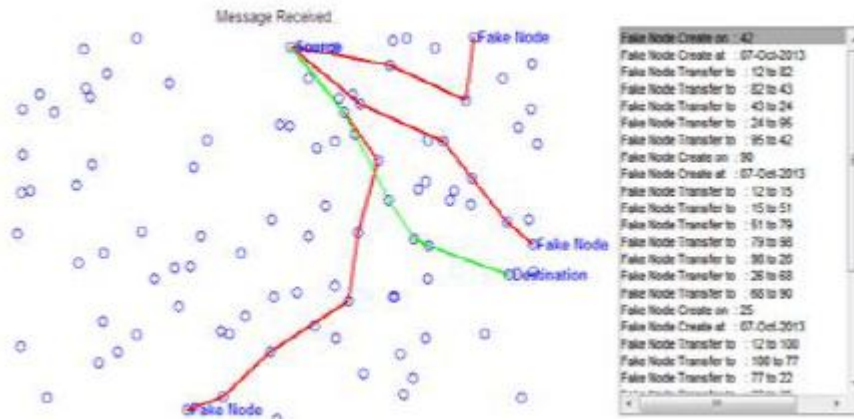 Message Received
Source
Fake Node
Fake Node
Destination
Fake Node
Fake Node Create on : 42
Fake Node Create at : 07-Oct-2013
Fake Node Transfer to : 12 to 82
Fake Node Transfer to : 82 to 43
Fake Node Transfer to : 43 to 24
Fake Node Transfer to : 24 to 95
Fake Node Transfer to : 95 to 42
Fake Node Create on : 90
Fake Node Create at : 07-Oct-2013
Fake Node Transfer to : 12 to 15
Fake Node Transfer to : 15 to 51
Fake Node Transfer to : 51 to 79
Fake Node Transfer to : 79 to 98
Fake Node Transfer to : 98 to 26
Fake Node Transfer to : 26 to 68
Fake Node Transfer to : 68 to 90
Fake Node Create on : 25
Fake Node Create at : 07-Oct-2013
Fake Node Transfer to : 12 to 100
Fake Node Transfer to : 100 to 77
Fake Node Transfer to : 77 to 22